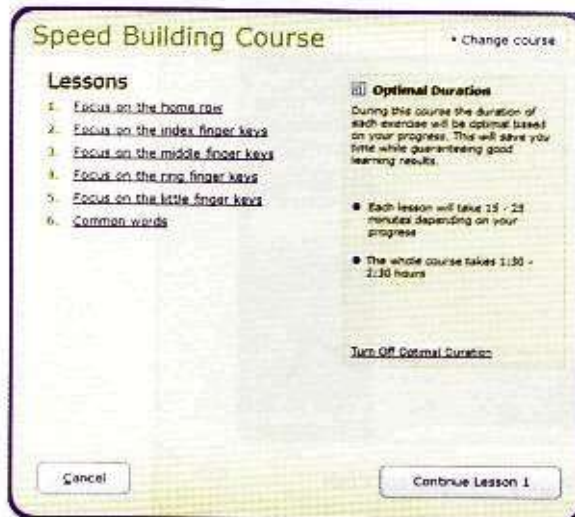 Speed Building Course
• Change course
Lessons
1. Focus on the home row
2. Focus on the index finger keys
3. Focus on the middle finger keys
4. Focus on the ring finger keys
5. Focus on the little finger keys
6. Common words
Optimal Duration
During this course the duration of
each exercise will be optimal based
on your progress. This will save you
time while guaranteeing good
learning results.
● Each lesson will take 15 - 25
minutes depending on your
progress
● The whole course takes 1:30 -
2:30 hours
Turn Off Optimal Duration
Cancel
Continue Lesson 1